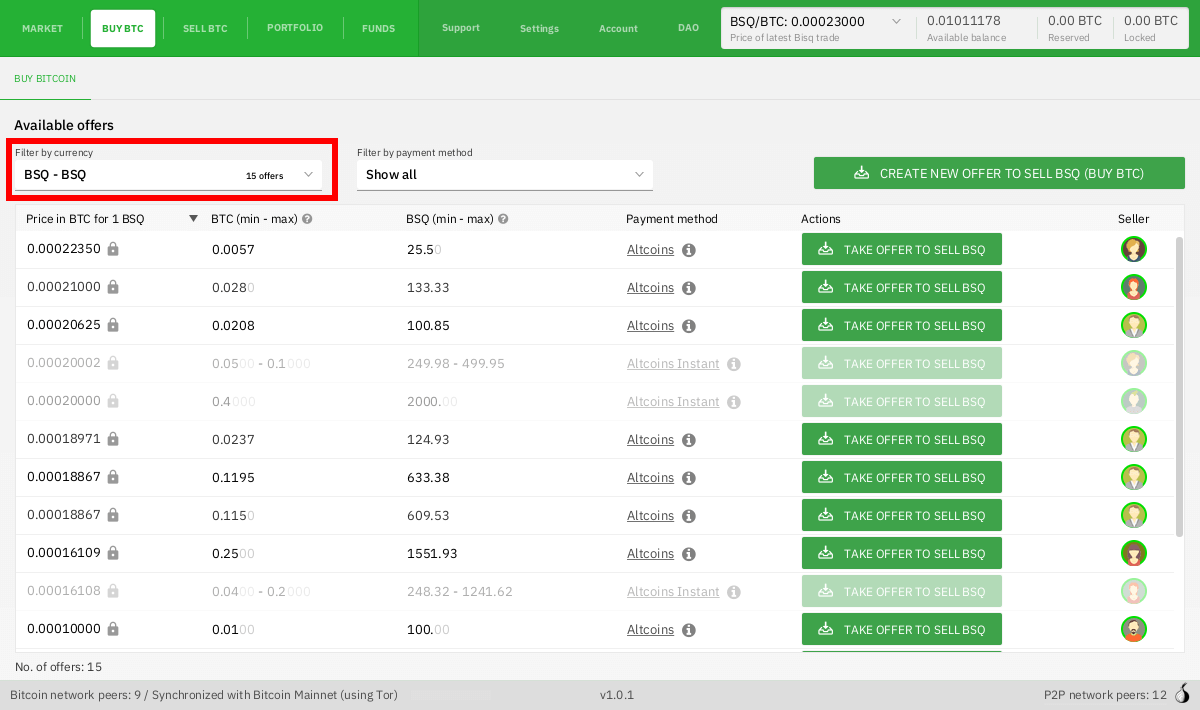 MARKET BUY BTC SELL BTC PORTFOLIO FUNDS Support Settings Account DAO BSQ/BTC: 0.00023000 0.01011178 0.00 BTC 0.00 BTC
Price of latest Bisq trade Available balance Reserved Locked
BUY BITCOIN
Available offers
Filter by currency Filter by payment method
BSQ - BSQ 15 offers Show all CREATE NEW OFFER TO SELL BSQ (BUY BTC)
Price in BTC for 1 BSQ BTC (min - max) BSQ (min - max) Payment method Actions Seller
0.00022350 0.0057 25.50 Altcoins TAKE OFFER TO SELL BSQ
0.00021000 0.0280 133.33 Altcoins TAKE OFFER TO SELL BSQ
0.00020625 0.0208 100.85 Altcoins TAKE OFFER TO SELL BSQ
0.00020002 0.0500 - 0.1000 249.98 - 499.95 Altcoins Instant TAKE OFFER TO SELL BSQ
0.00020000 0.4000 2000.00 Altcoins Instant TAKE OFFER TO SELL BSQ
0.00018971 0.0237 124.93 Altcoins TAKE OFFER TO SELL BSQ
0.00018867 0.1195 633.38 Altcoins TAKE OFFER TO SELL BSQ
0.00018867 0.1150 609.53 Altcoins TAKE OFFER TO SELL BSQ
0.00016109 0.2500 1551.93 Altcoins TAKE OFFER TO SELL BSQ
0.00016108 0.0400 - 0.2000 248.32 - 1241.62 Altcoins Instant TAKE OFFER TO SELL BSQ
0.00010000 0.0100 100.00 Altcoins TAKE OFFER TO SELL BSQ
No. of offers: 15
Bitcoin network peers: 9 / Synchronized with Bitcoin Mainnet (using Tor) v1.0.1 P2P network peers: 12